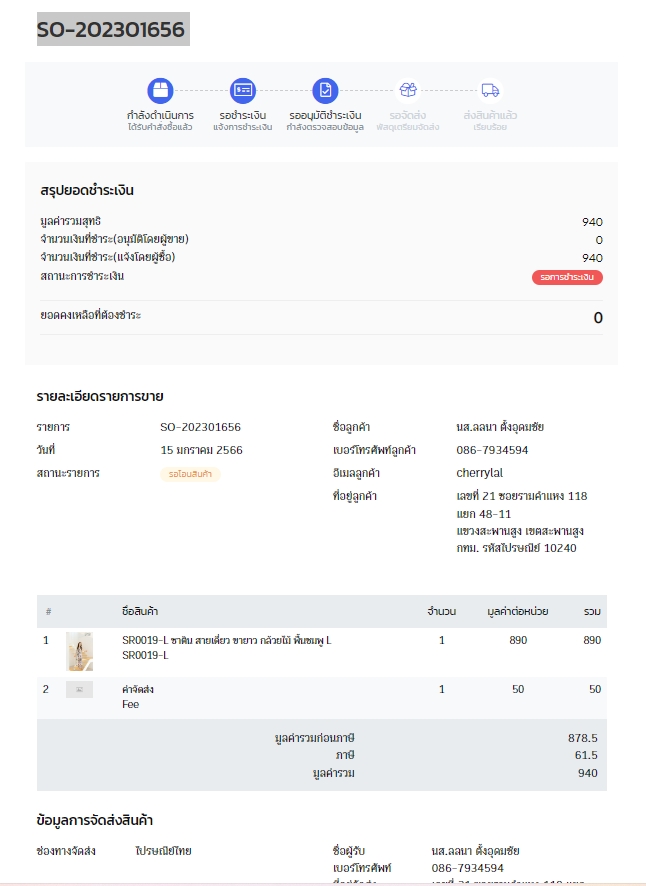 SO-202301656
กำลังดำเนินการ
ได้รับคำสั่งซื้อแล้ว
รอชำระเงิน
แจ้งการชำระเงิน
รออนุมัติชำระเงิน
กำลังตรวจสอบข้อมูล
รอจัดส่ง
พัสดุเตรียมจัดส่ง
ส่งสินค้าแล้ว
เรียบร้อย
สรุปยอดชำระเงิน
มูลค่ารวมสุทธิ 940
จำนวนเงินที่ชำระ(อนุมัติโดยผู้ขาย) 0
จำนวนเงินที่ชำระ(แจ้งโดยผู้ซื้อ) 940
สถานะการชำระเงิน รอการชำระเงิน
ยอดคงเหลือที่ต้องชำระ 0
รายละเอียดรายการขาย
รายการ SO-202301656 ชื่อลูกค้า นส.ลลนา ตั้งอุดมชัย
วันที่ 15 มกราคม 2566 เบอร์โทรศัพท์ลูกค้า 086-7934594
สถานะรายการ รอโอนสินค้า อีเมลลูกค้า cherrylal
ที่อยู่ลูกค้า เลขที่ 21 ซอยรามคำแหง 118
แยก 48-11
แขวงสะพานสูง เขตสะพานสูง
กทม. รหัสไปรษณีย์ 10240
# ชื่อสินค้า จำนวน มูลค่าต่อหน่วย รวม
1 SR0019-L ซาติน สายเดี่ยว ขายาว กล้วยไม้ พื้นชมพู L 1 890 890
SR0019-L
2 ค่าจัดส่ง 1 50 50
Fee
มูลค่ารวมก่อนภาษี 878.5
ภาษี 61.5
มูลค่ารวม 940
ข้อมูลการจัดส่งสินค้า
ช่องทางจัดส่ง ไปรษณีย์ไทย ชื่อผู้รับ นส.ลลนา ตั้งอุดมชัย
เบอร์โทรศัพท์ 086-7934594